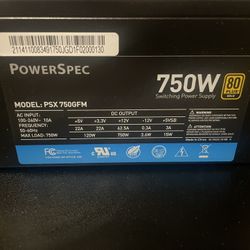 2114110083491750JGD1F02000130
POWERSPEC
750W
80 PLUS
GOLD
Switching Power Supply
MODEL: PSX 750GFM
AC INPUT: DC OUTPUT
100-240V~ 10A +5V +3.3V +12V -12V +5VSB
FREQUENCY: 22A 22A 62.5A 0.3A 3A
50-60Hz
MAX LOAD: 750W 120W 750W 3.6W 15W